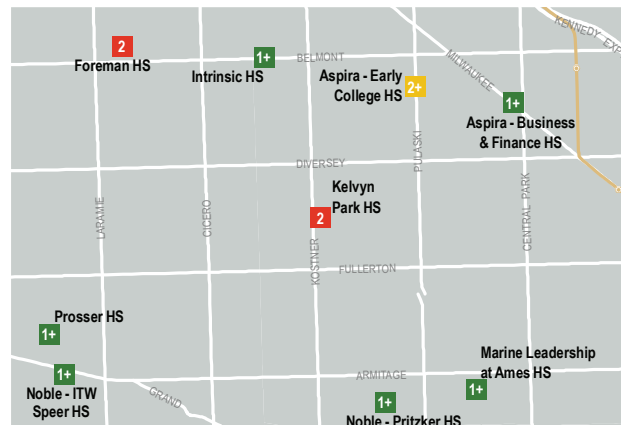 KENNEDY EXP
2
Foreman HS
1+
Intrinsic HS
BELMONT
Aspira - Early
College HS
2+
MILWAUKEE
1+
Aspira - Business
& Finance HS
PULASKI
DIVERSEY
Kelvyn
Park HS
2
LARAMIE
CICERO
KOSTNER
CENTRAL PARK
FULLERTON
Prosser HS
1+
1+
Noble - ITW
Speer HS
GRAND
ARMITAGE
Marine Leadership
at Ames HS
1+
1+
Noble - Pritzker HS